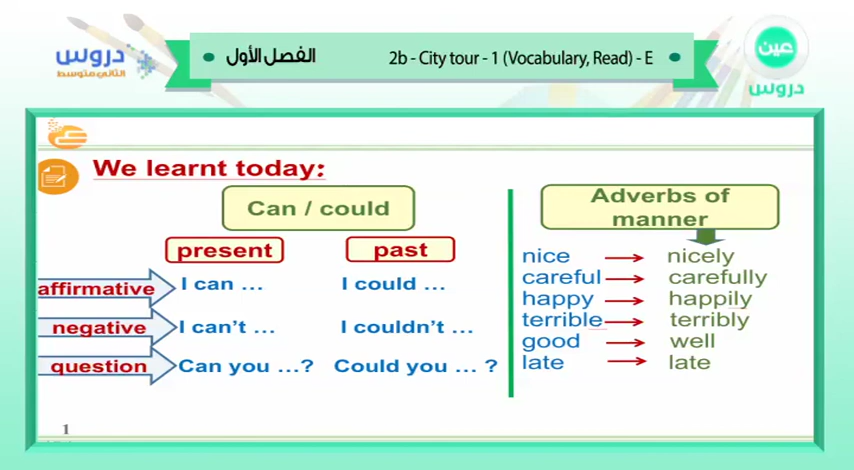 دروس
الثاني متوسط
الفصل الأول
2b - City tour - 1 (Vocabulary, Read) - E
عين
دروس
We learnt today:
Can / could
present past
affirmative I can … I could …
negative I can't … I couldn't …
question Can you …? Could you … ?
Adverbs of
manner
nice nicely
careful carefully
happy happily
terrible terribly
good well
late late
1